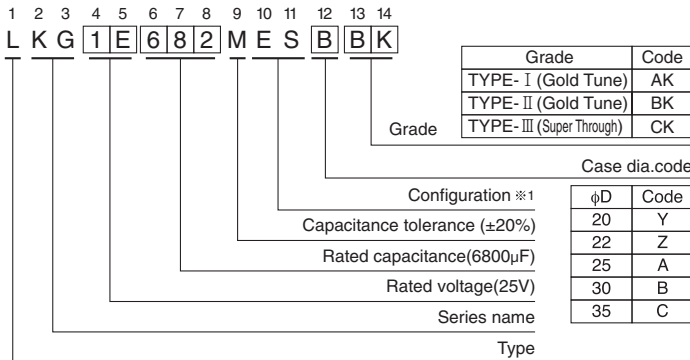 1 2 3 4 5 6 7 8 9 10 11 12 13 14
L K G 1 E 6 8 2 M E S B B K
Grade Code
TYPE-Ⅰ (Gold Tune) AK
TYPE-Ⅱ (Gold Tune) BK
TYPE-Ⅲ (Super Through) CK
Grade
Case dia.code
Configuration ※1
ϕD Code
20 Y
22 Z
25 A
30 B
35 C
Capacitance tolerance (±20%)
Rated capacitance(6800µF)
Rated voltage(25V)
Series name
Type